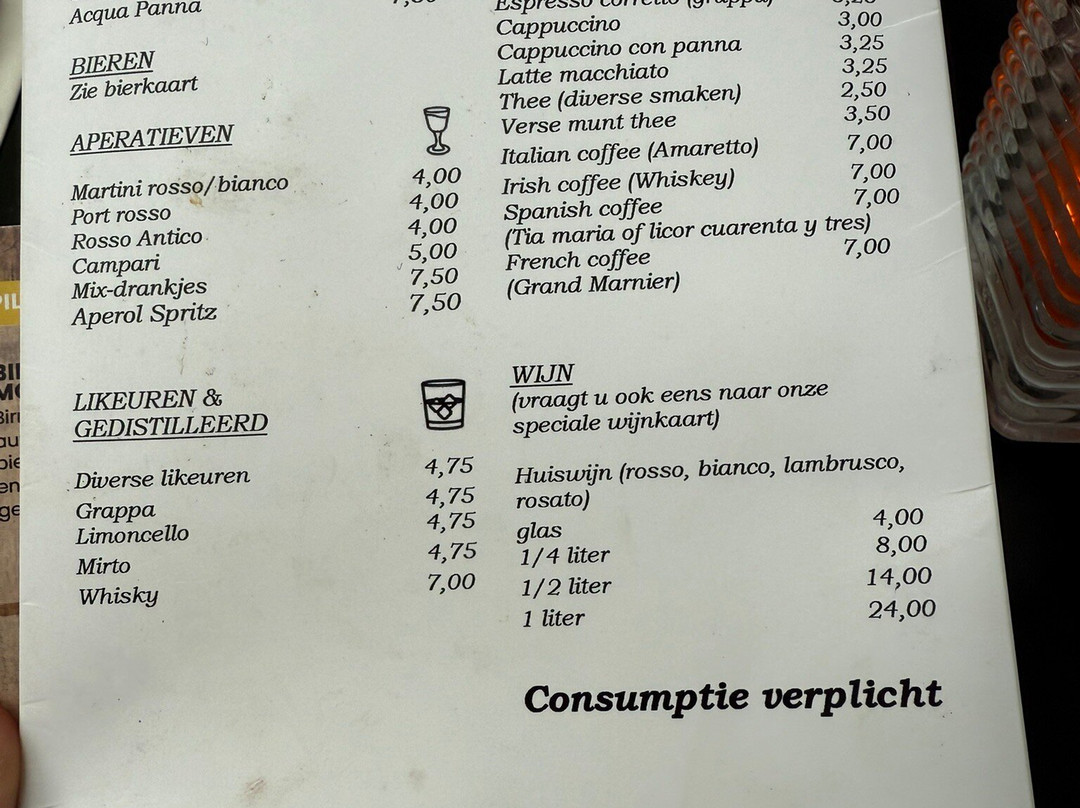 Acqua Panna
BIEREN
Zie bierkaart
APERATIEVEN
Martini rosso/bianco 4,00
Port rosso 4,00
Rosso Antico 4,00
Campari 5,00
Mix-drankjes 7,50
Aperol Spritz 7,50
LIKEUREN &
GEDISTILLEERD
Diverse likeuren 4,75
Grappa 4,75
Limoncello 4,75
Mirto 4,75
Whisky 7,00
Espresso corretto (grappa)
Cappuccino 3,00
Cappuccino con panna 3,25
Latte macchiato 3,25
Thee (diverse smaken) 2,50
Verse munt thee 3,50
Italian coffee (Amaretto) 7,00
Irish coffee (Whiskey) 7,00
Spanish coffee 7,00
(Tia maria of licor cuarenta y tres)
French coffee 7,00
(Grand Marnier)
WIJN
(vraagt u ook eens naar onze
speciale wijnkaart)
Huiswijn (rosso, bianco, lambrusco,
rosato)
glas 4,00
1/4 liter 8,00
1/2 liter 14,00
1 liter 24,00
Consumptie verplicht